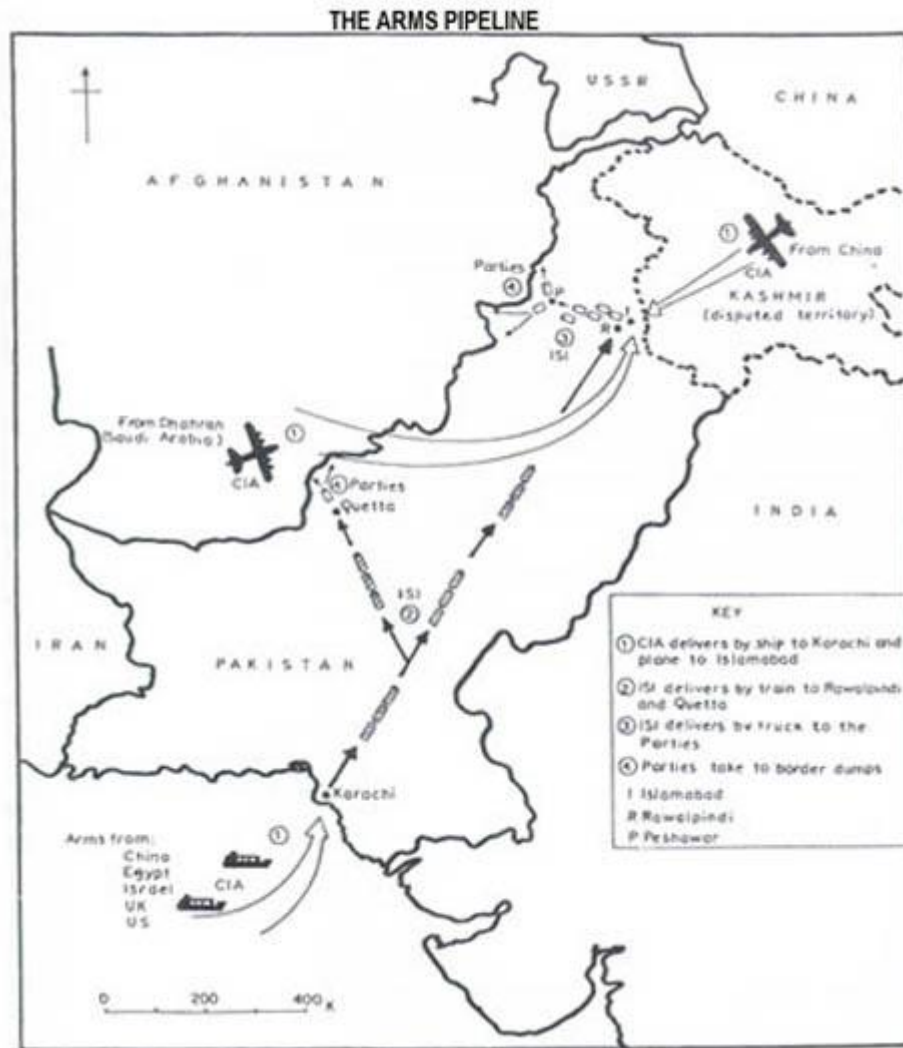 THE ARMS PIPELINE
USSR
CHINA
AFGHANISTAN
①
From China
CIA
Parties
④
P
KASHMIR
(disputed territory)
I
R
③
ISI
From Dhahran
(Saudi Arabia)
①
CIA
④ Parties
Quetta
INDIA
ISI
②
IRAN
PAKISTAN
KEY
① CIA delivers by ship to Karachi and
plane to Islamabad
② ISI delivers by train to Rawalpindi
and Quetta
③ ISI delivers by truck to the
Parties
④ Parties take to border dumps
I Islamabad
R Rawalpindi
P Peshawar
Karachi
Arms from:
China
Egypt
Israel
UK
US
①
CIA
0 200 400 K